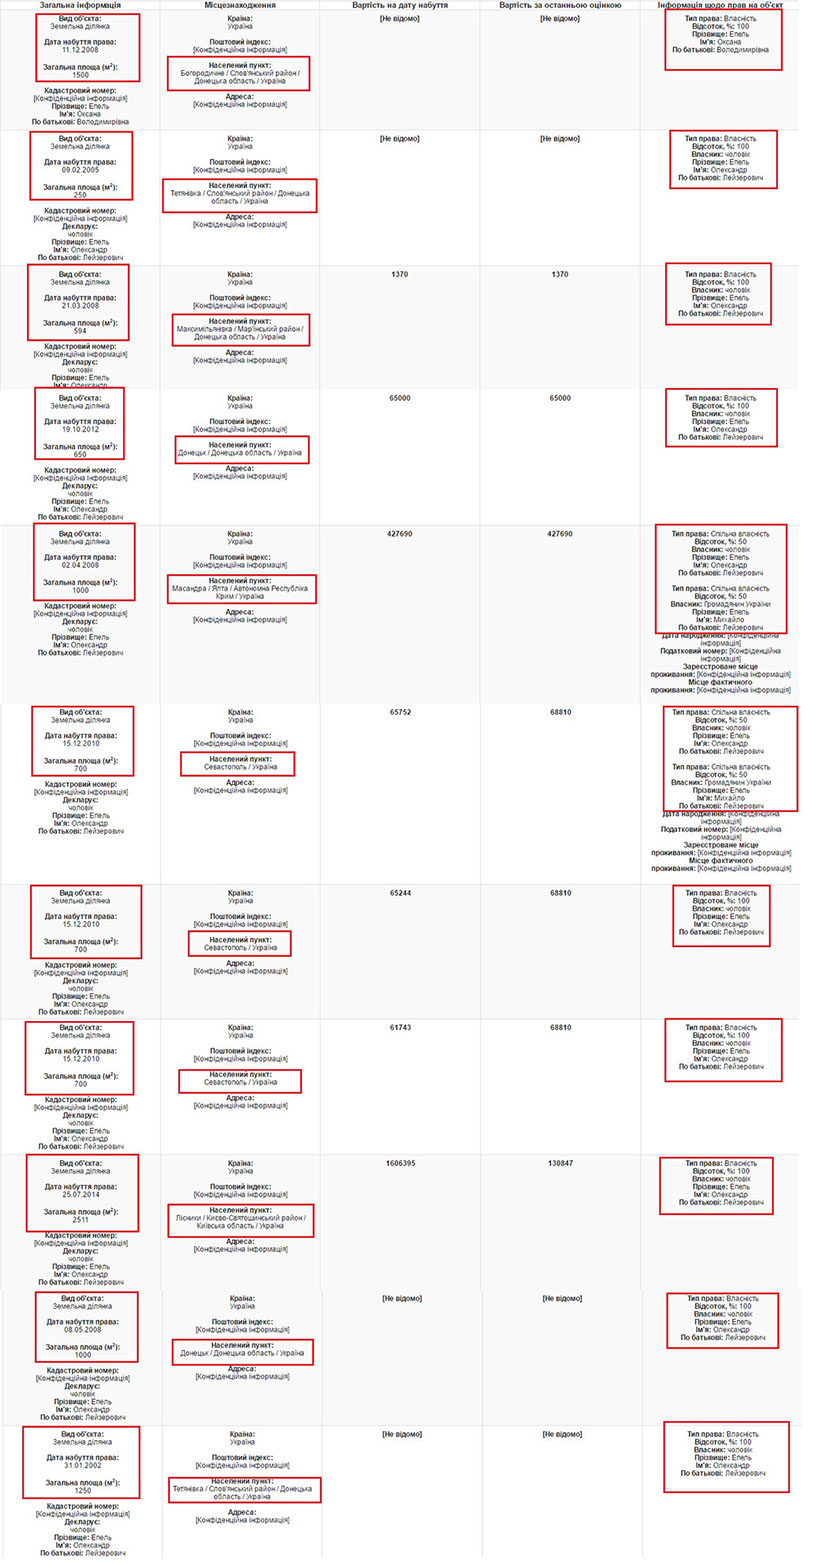 Загальна інформація
Місцезнаходження
Вартість на дату набуття
Вартість за останньою оцінкою
Інформація щодо прав на об'єкт
Вид об'єкта:
Земельна ділянка
Дата набуття права:
11.12.2008
Загальна площа (м²):
1500
Кадастровий номер:
[Конфіденційна інформація]
Прізвище: Епель
Ім'я: Оксана
По батькові: Володимирівна
Країна:
Україна
Поштовий індекс:
[Конфіденційна інформація]
Населений пункт:
Богородичне / Слов'янський район /
Донецька область / Україна
Адреса:
[Конфіденційна інформація]
[Не відомо]
[Не відомо]
Тип права: Власність
Відсоток, %: 100
Прізвище: Епель
Ім'я: Оксана
По батькові: Володимирівна
Вид об'єкта:
Земельна ділянка
Дата набуття права:
09.02.2005
Загальна площа (м²):
250
Кадастровий номер:
[Конфіденційна інформація]
Декларує:
чоловік
Прізвище: Епель
Ім'я: Олександр
По батькові: Лейзерович
Країна:
Україна
Поштовий індекс:
[Конфіденційна інформація]
Населений пункт:
Тетянівка / Слов'янський район / Донецька
область / Україна
Адреса:
[Конфіденційна інформація]
[Не відомо]
[Не відомо]
Тип права: Власність
Відсоток, %: 100
Власник: чоловік
Прізвище: Епель
Ім'я: Олександр
По батькові: Лейзерович
Вид об'єкта:
Земельна ділянка
Дата набуття права:
21.03.2008
Загальна площа (м²):
594
Кадастровий номер:
[Конфіденційна інформація]
Декларує:
чоловік
Прізвище: Епель
Ім'я: Олександр
Країна:
Україна
Поштовий індекс:
[Конфіденційна інформація]
Населений пункт:
Максимільянівка / Мар'їнський район /
Донецька область / Україна
Адреса:
[Конфіденційна інформація]
1370
1370
Тип права: Власність
Відсоток, %: 100
Власник: чоловік
Прізвище: Епель
Ім'я: Олександр
По батькові: Лейзерович
Вид об'єкта:
Земельна ділянка
Дата набуття права:
19.10.2012
Загальна площа (м²):
650
Кадастровий номер:
[Конфіденційна інформація]
Декларує:
чоловік
Прізвище: Епель
Ім'я: Олександр
По батькові: Лейзерович
Країна:
Україна
Поштовий індекс:
[Конфіденційна інформація]
Населений пункт:
Донецьк / Донецька область / Україна
Адреса:
[Конфіденційна інформація]
65000
65000
Тип права: Власність
Відсоток, %: 100
Власник: чоловік
Прізвище: Епель
Ім'я: Олександр
По батькові: Лейзерович
Вид об'єкта:
Земельна ділянка
Дата набуття права:
02.04.2008
Загальна площа (м²):
1000
Кадастровий номер:
[Конфіденційна інформація]
Декларує:
чоловік
Прізвище: Епель
Ім'я: Олександр
По батькові: Лейзерович
Країна:
Україна
Поштовий індекс:
[Конфіденційна інформація]
Населений пункт:
Масандра / Ялта / Автономна Республіка
Крим / Україна
Адреса:
[Конфіденційна інформація]
427690
427690
Тип права: Спільна власність
Відсоток, %: 50
Власник: чоловік
Прізвище: Епель
Ім'я: Олександр
По батькові: Лейзерович
Тип права: Спільна власність
Відсоток, %: 50
Власник: Громадянин України
Прізвище: Епель
Ім'я: Михайло
По батькові: Лейзерович
Дата народження: [Конфіденційна
інформація]
Податковий номер: [Конфіденційна
інформація]
Зареєстроване місце
проживання: [Конфіденційна інформація]
Місце фактичного
проживання: [Конфіденційна інформація]
Вид об'єкта:
Земельна ділянка
Дата набуття права:
15.12.2010
Загальна площа (м²):
700
Кадастровий номер:
[Конфіденційна інформація]
Декларує:
чоловік
Прізвище: Епель
Ім'я: Олександр
По батькові: Лейзерович
Країна:
Україна
Поштовий індекс:
[Конфіденційна інформація]
Населений пункт:
Севастополь / Україна
Адреса:
[Конфіденційна інформація]
65752
68810
Тип права: Спільна власність
Відсоток, %: 50
Власник: чоловік
Прізвище: Епель
Ім'я: Олександр
По батькові: Лейзерович
Тип права: Спільна власність
Відсоток, %: 50
Власник: Громадянин України
Прізвище: Епель
Ім'я: Михайло
По батькові: Лейзерович
Дата народження: [Конфіденційна
інформація]
Податковий номер: [Конфіденційна
інформація]
Зареєстроване місце
проживання: [Конфіденційна інформація]
Місце фактичного
проживання: [Конфіденційна інформація]
Вид об'єкта:
Земельна ділянка
Дата набуття права:
15.12.2010
Загальна площа (м²):
700
Кадастровий номер:
[Конфіденційна інформація]
Декларує:
чоловік
Прізвище: Епель
Ім'я: Олександр
По батькові: Лейзерович
Країна:
Україна
Поштовий індекс:
[Конфіденційна інформація]
Населений пункт:
Севастополь / Україна
Адреса:
[Конфіденційна інформація]
65244
68810
Тип права: Власність
Відсоток, %: 100
Власник: чоловік
Прізвище: Епель
Ім'я: Олександр
По батькові: Лейзерович
Вид об'єкта:
Земельна ділянка
Дата набуття права:
15.12.2010
Загальна площа (м²):
700
Кадастровий номер:
[Конфіденційна інформація]
Декларує:
чоловік
Прізвище: Епель
Ім'я: Олександр
По батькові: Лейзерович
Країна:
Україна
Поштовий індекс:
[Конфіденційна інформація]
Населений пункт:
Севастополь / Україна
Адреса:
[Конфіденційна інформація]
61743
68810
Тип права: Власність
Відсоток, %: 100
Власник: чоловік
Прізвище: Епель
Ім'я: Олександр
По батькові: Лейзерович
Вид об'єкта:
Земельна ділянка
Дата набуття права:
25.07.2014
Загальна площа (м²):
2511
Кадастровий номер:
[Конфіденційна інформація]
Декларує:
чоловік
Прізвище: Епель
Ім'я: Олександр
По батькові: Лейзерович
Країна:
Україна
Поштовий індекс:
[Конфіденційна інформація]
Населений пункт:
Лісники / Києво-Святошинський район /
Київська область / Україна
Адреса:
[Конфіденційна інформація]
1606395
130847
Тип права: Власність
Відсоток, %: 100
Власник: чоловік
Прізвище: Епель
Ім'я: Олександр
По батькові: Лейзерович
Вид об'єкта:
Земельна ділянка
Дата набуття права:
08.05.2008
Загальна площа (м²):
1000
Кадастровий номер:
[Конфіденційна інформація]
Декларує:
чоловік
Прізвище: Епель
Ім'я: Олександр
По батькові: Лейзерович
Країна:
Україна
Поштовий індекс:
[Конфіденційна інформація]
Населений пункт:
Донецьк / Донецька область / Україна
Адреса:
[Конфіденційна інформація]
[Не відомо]
[Не відомо]
Тип права: Власність
Відсоток, %: 100
Власник: чоловік
Прізвище: Епель
Ім'я: Олександр
По батькові: Лейзерович
Вид об'єкта:
Земельна ділянка
Дата набуття права:
31.01.2002
Загальна площа (м²):
1250
Кадастровий номер:
[Конфіденційна інформація]
Декларує:
чоловік
Прізвище: Епель
Ім'я: Олександр
По батькові: Лейзерович
Країна:
Україна
Поштовий індекс:
[Конфіденційна інформація]
Населений пункт:
Тетянівка / Слов'янський район / Донецька
область / Україна
Адреса:
[Конфіденційна інформація]
[Не відомо]
[Не відомо]
Тип права: Власність
Відсоток, %: 100
Власник: чоловік
Прізвище: Епель
Ім'я: Олександр
По батькові: Лейзерович